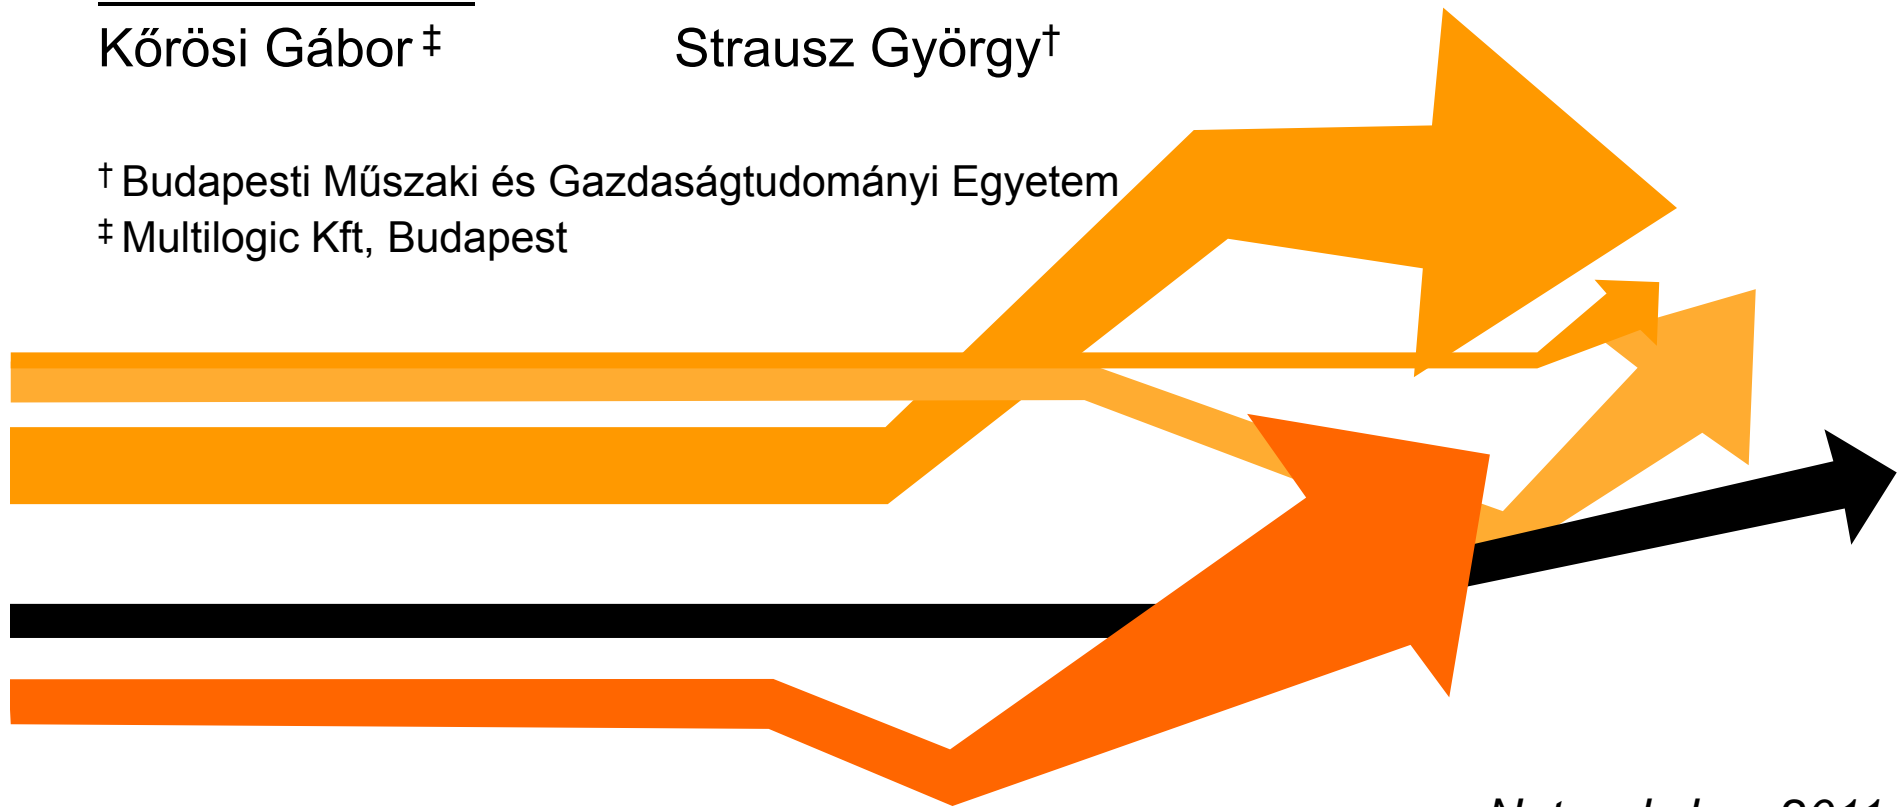 Kőrösi Gábor ‡ Strausz György†
† Budapesti Műszaki és Gazdaságtudományi Egyetem
‡ Multilogic Kft, Budapest